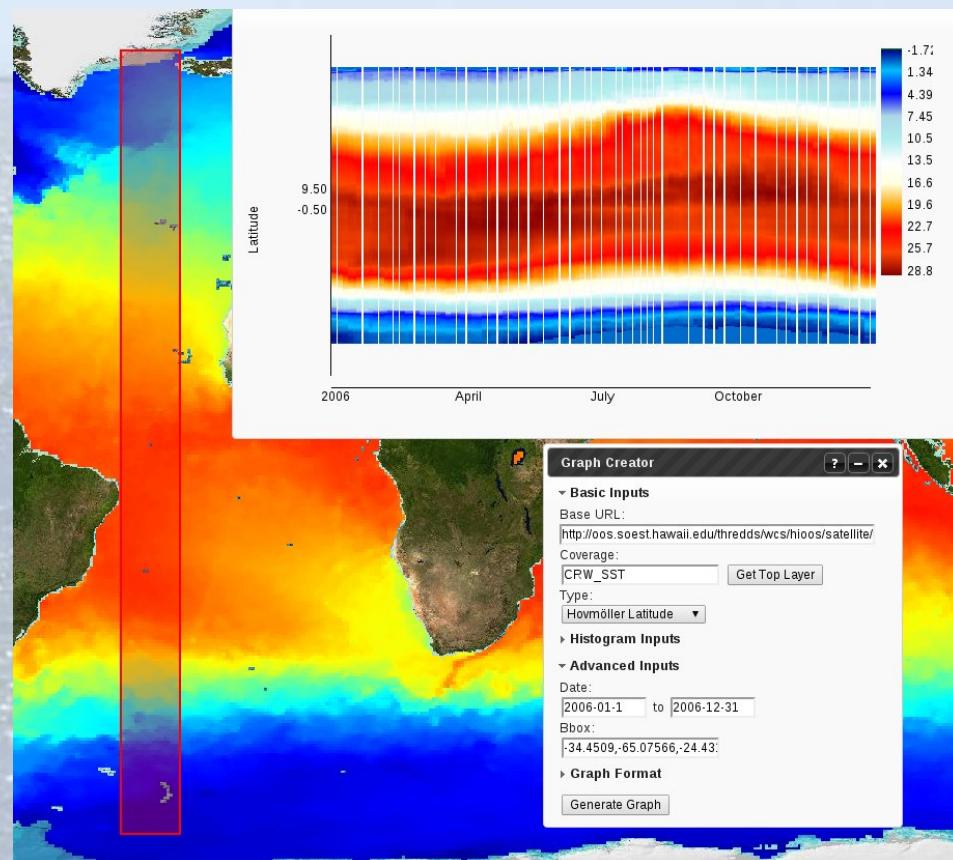 -1.72
1.34
4.39
7.45
10.5
13.5
16.6
19.6
22.7
25.7
28.8
9.50
-0.50
Latitude
2006 April July October
Graph Creator ? – ×
Basic Inputs
Base URL:
http://oos.soest.hawaii.edu/thredds/wcs/hioos/satellite/
Coverage:
CRW_SST Get Top Layer
Type:
Hovmöller Latitude
Histogram Inputs
Advanced Inputs
Date:
2006-01-1 to 2006-12-31
Bbox:
-34.4509,-65.07566,-24.43
Graph Format
Generate Graph